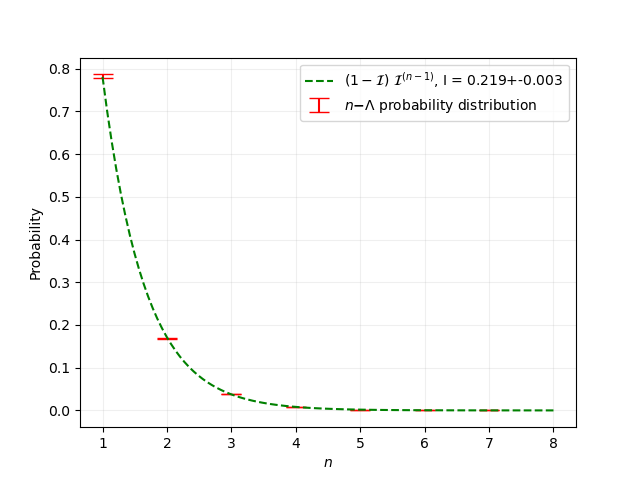 (1 − 𝓘) 𝓘⁽ⁿ⁻¹⁾, I = 0.219+-0.003
n−Λ probability distribution
0.8
0.7
0.6
0.5
0.4
0.3
0.2
0.1
0.0
Probability
1 2 3 4 5 6 7 8
n